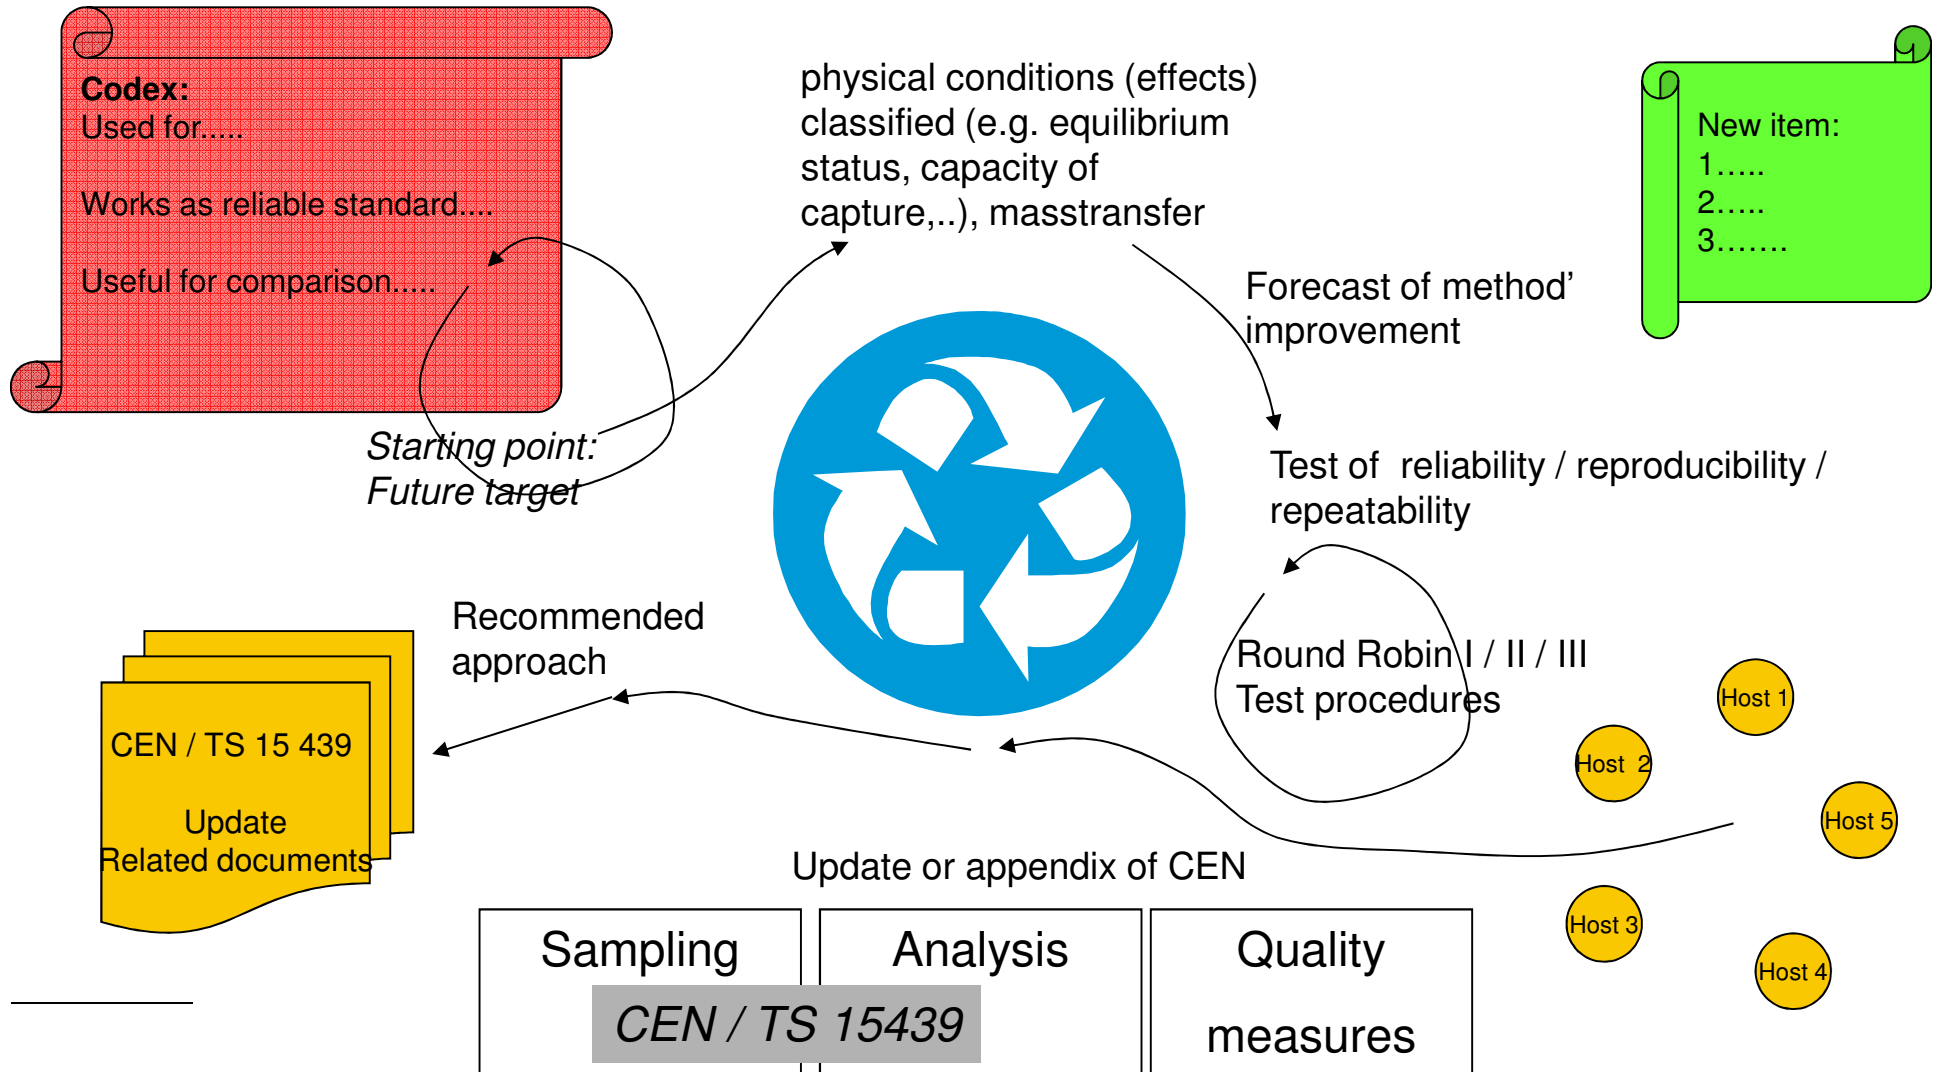 Codex:
Used for.....
Works as reliable standard....
Useful for comparison.....
physical conditions (effects)
classified (e.g. equilibrium
status, capacity of
capture,..), masstransfer
New item:
1…..
2…..
3…….
Forecast of method’
improvement
Starting point:
Future target
Test of  reliability / reproducibility /
repeatability
Recommended
approach
Round Robin I / II / III
Test procedures
CEN / TS 15 439
Update
Related documents
Host 1
Host  2
Host 5
Host 3
Host 4
Update or appendix of CEN
Sampling
Analysis
Quality
measures
CEN / TS 15439